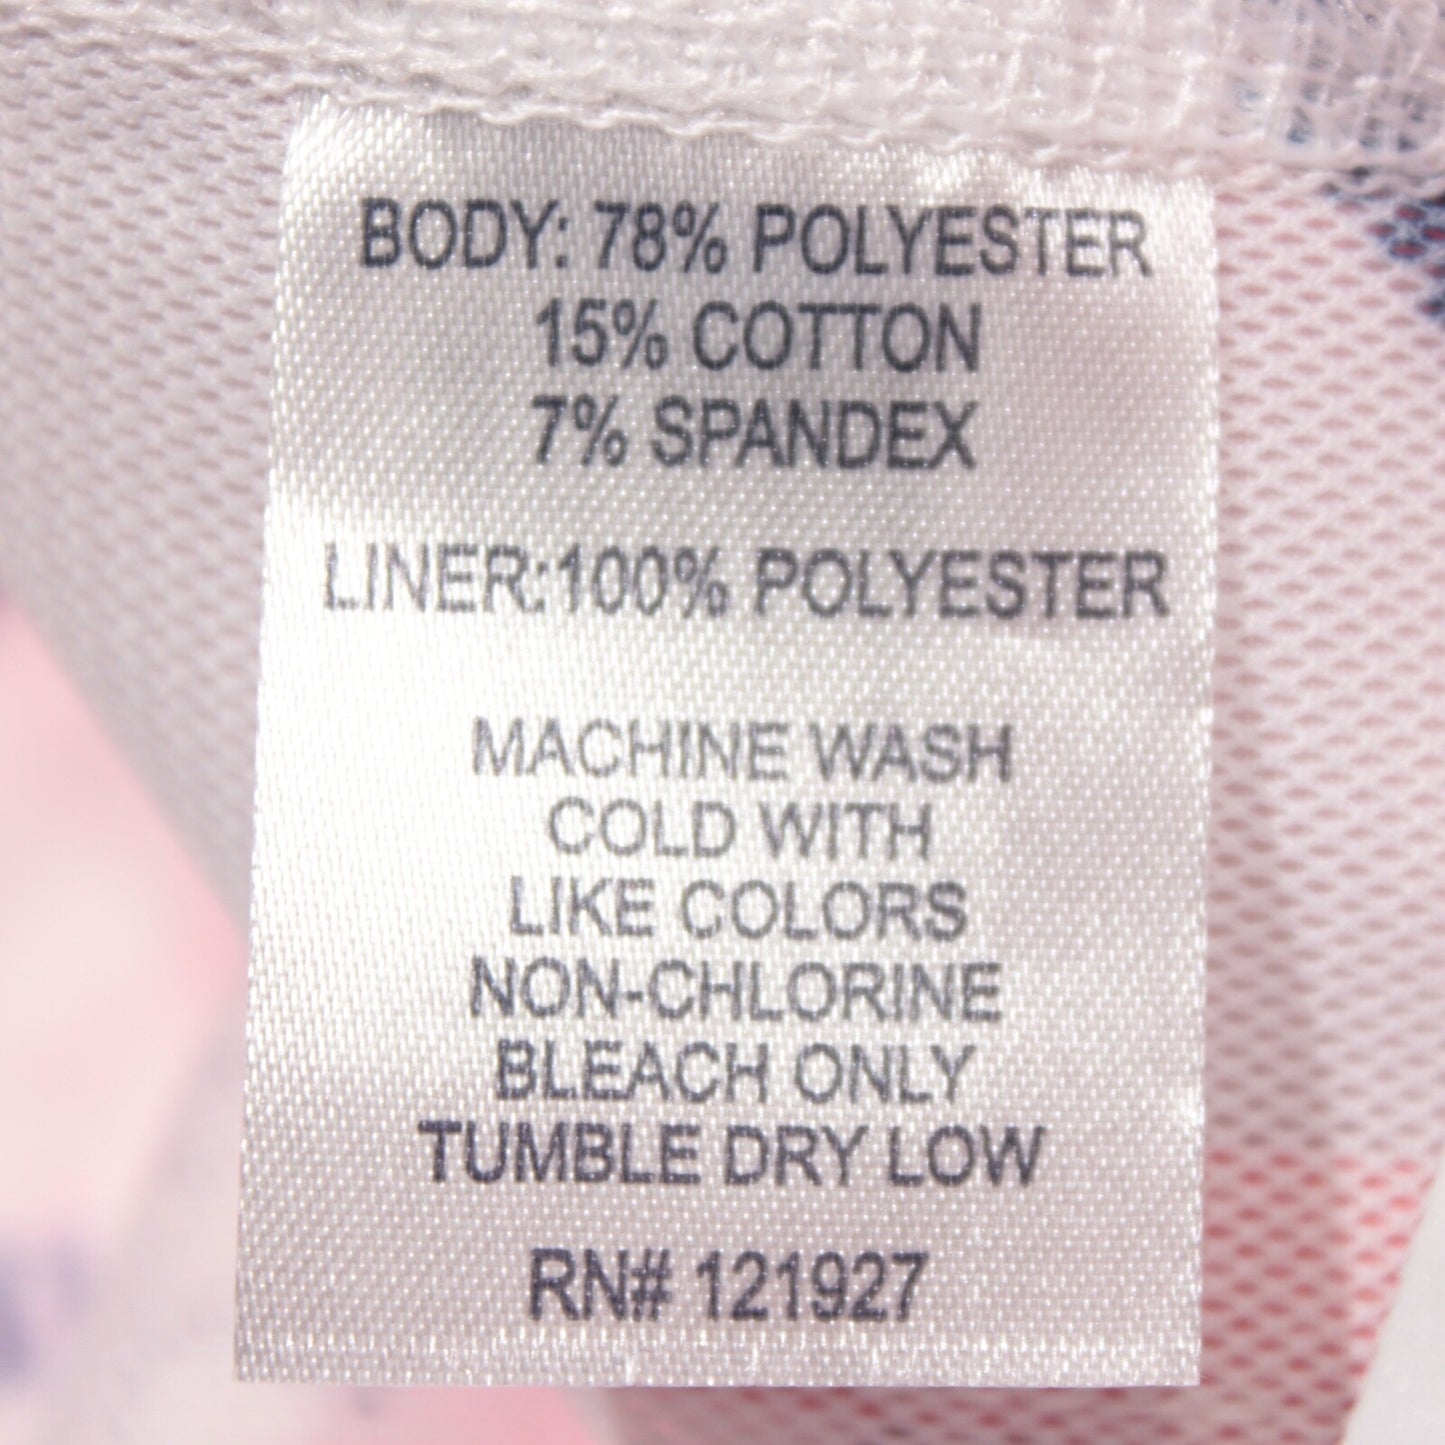 BODY: 78% POLYESTER
15% COTTON
7% SPANDEX
LINER:100% POLYESTER
MACHINE WASH
COLD WITH
LIKE COLORS
NON-CHLORINE
BLEACH ONLY
TUMBLE DRY LOW
RN# 121927